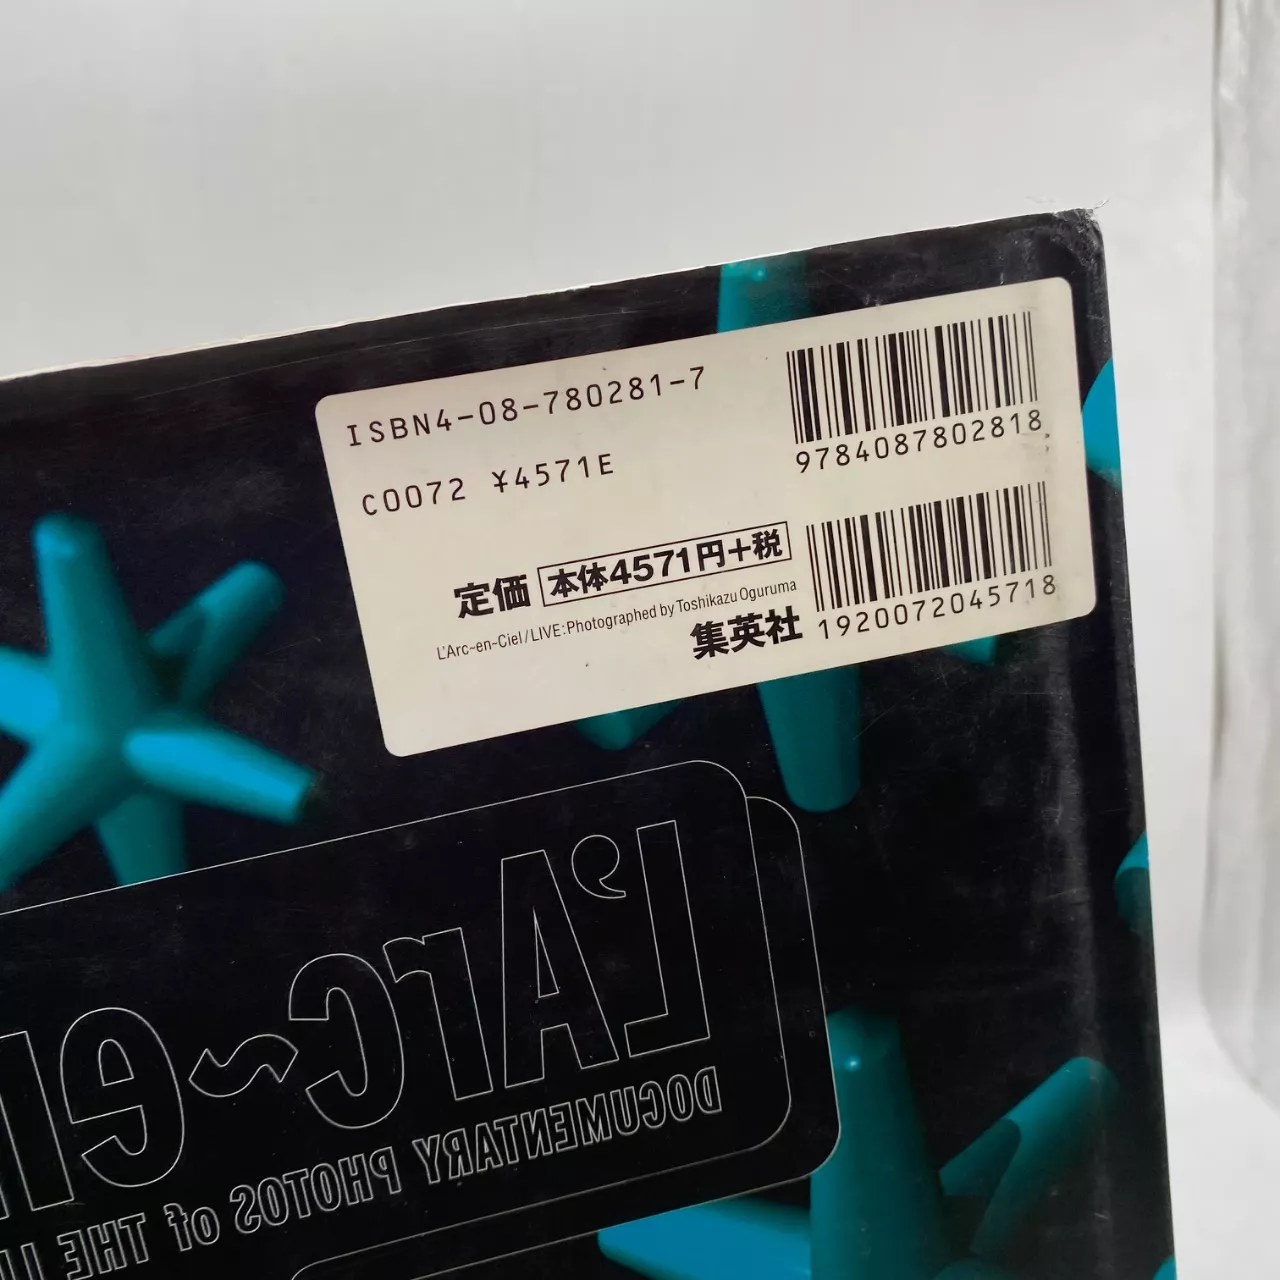 ISBN4-08-780281-7
C0072 ¥4571E
9784087802818
定価 本体4571円+税
L'Arc~en~Ciel/LIVE:Photographed by Toshikazu Oguruma
集英社
1920072045718
L'Arc~en
DOCUMENTARY PHOTOS of THE